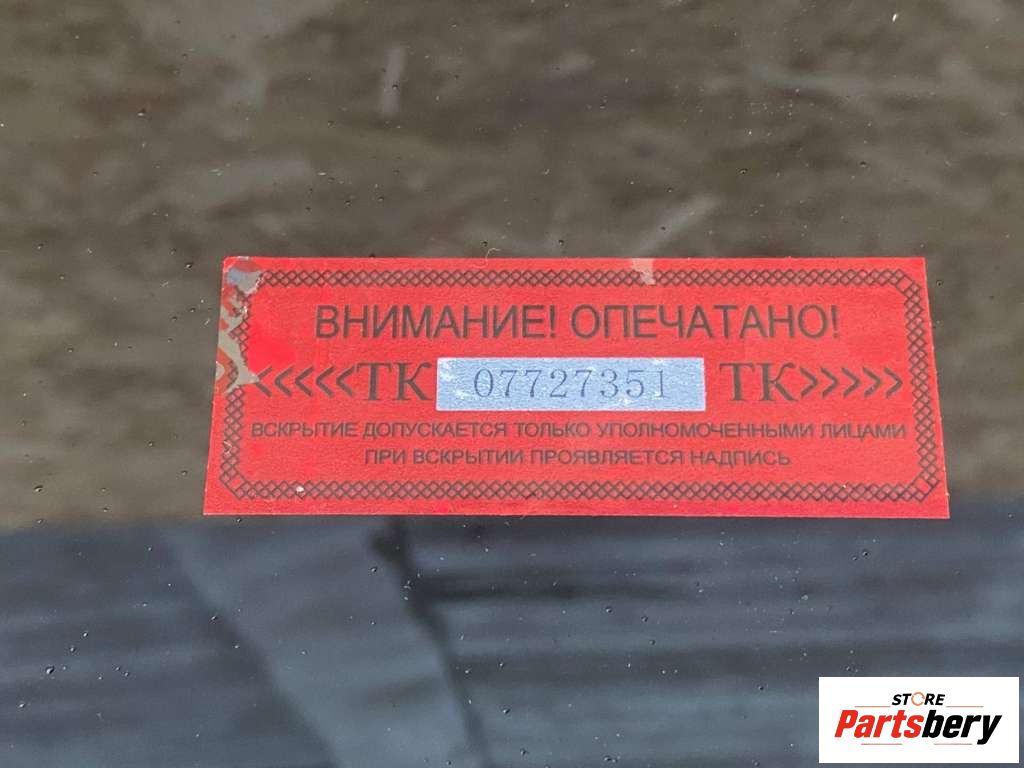 ВНИМАНИЕ! ОПЕЧАТАНО!
<<<<<ТК 07727351 ТК>>>>>
ВСКРЫТИЕ ДОПУСКАЕТСЯ ТОЛЬКО УПОЛНОМОЧЕННЫМИ ЛИЦАМИ
ПРИ ВСКРЫТИИ ПРОЯВЛЯЕТСЯ НАДПИСЬ
STORE
Partsbery